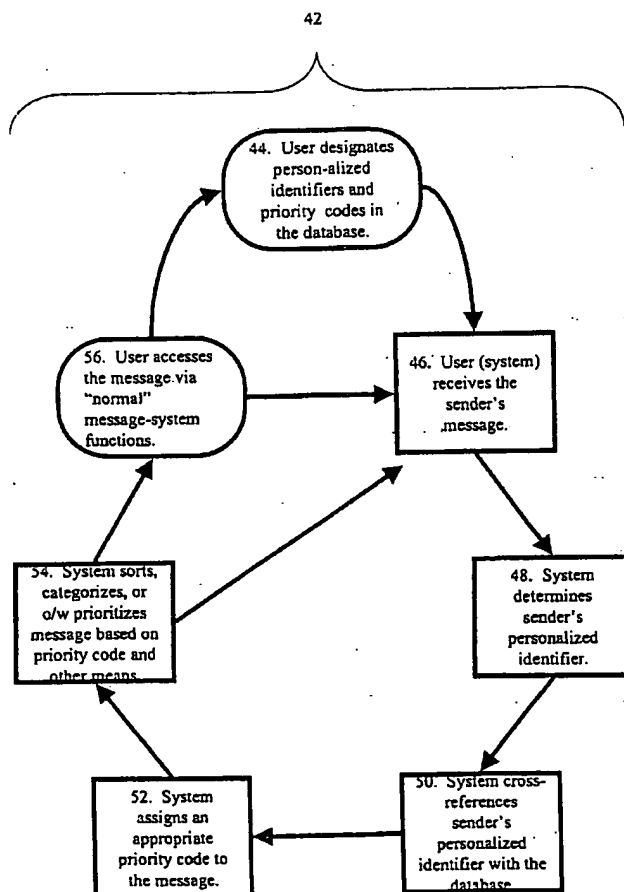 42
44. User designates
person-alized
identifiers and
priority codes in
the database.
56. User accesses
the message via
"normal"
message-system
functions.
46. User (system)
receives the
sender's
message.
54. System sorts,
categorizes, or
o/w prioritizes
message based on
priority code and
other means.
48. System
determines
sender's
personalized
identifier.
52. System
assigns an
appropriate
priority code to
the message.
50. System cross-
references
sender's
personalized
identifier with the
database.